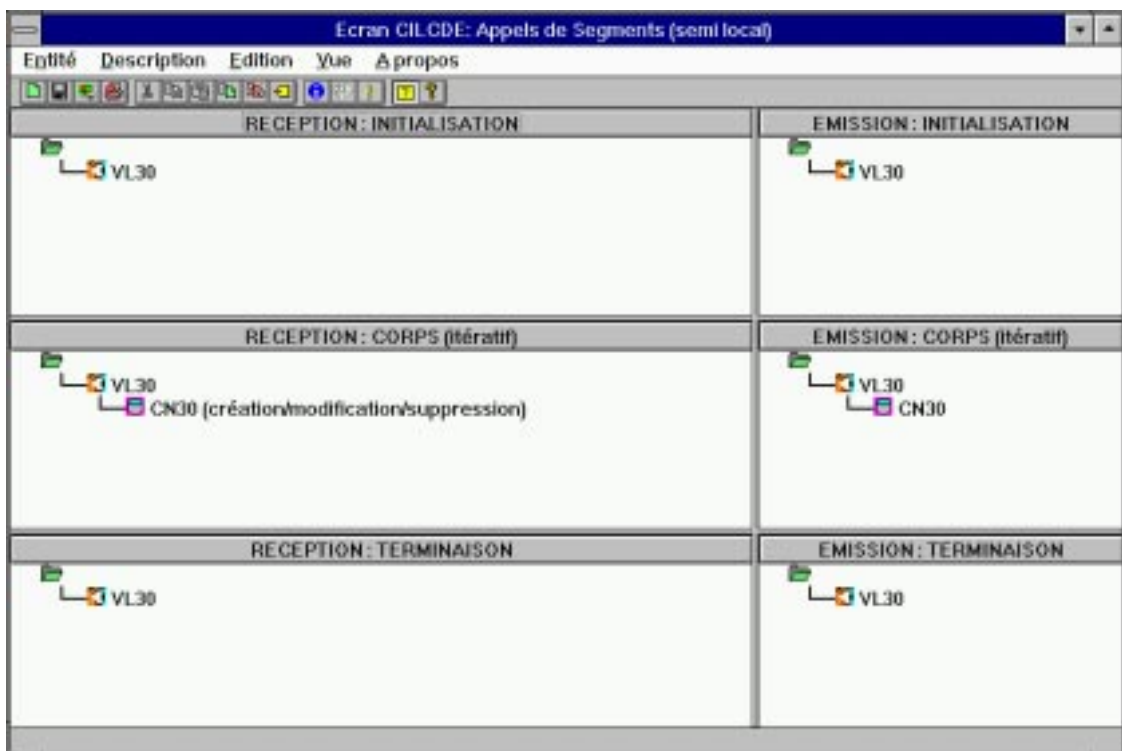 Ecran CILCDE: Appels de Segments (semi local)
Entité Description Edition Vue A propos
RECEPTION : INITIALISATION
VL30
EMISSION : INITIALISATION
VL30
RECEPTION : CORPS (itératif)
VL30
CN30 (création/modification/suppression)
EMISSION : CORPS (itératif)
VL30
CN30
RECEPTION : TERMINAISON
VL30
EMISSION : TERMINAISON
VL30